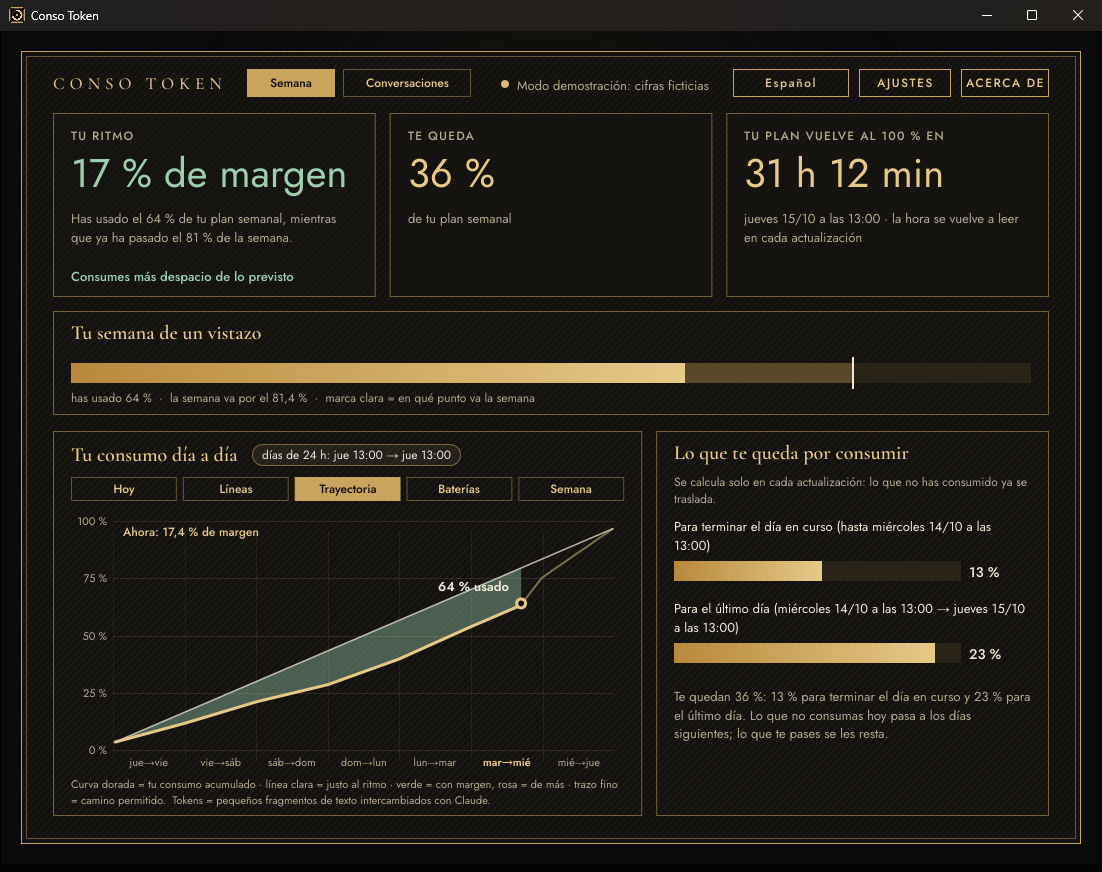 Conso Token
CONSO TOKEN
Semana
Conversaciones
Modo demostración: cifras ficticias
Español
AJUSTES
ACERCA DE
TU RITMO
17 % de margen
Has usado el 64 % de tu plan semanal, mientras
que ya ha pasado el 81 % de la semana.
Consumes más despacio de lo previsto
TE QUEDA
36 %
de tu plan semanal
TU PLAN VUELVE AL 100 % EN
31 h 12 min
jueves 15/10 a las 13:00 · la hora se vuelve a leer
en cada actualización
Tu semana de un vistazo
has usado 64 % · la semana va por el 81,4 % · marca clara = en qué punto va la semana
Tu consumo día a día
días de 24 h: jue 13:00 → jue 13:00
Hoy
Líneas
Trayectoria
Baterías
Semana
100 %
Ahora: 17,4 % de margen
75 %
64 % usado
50 %
25 %
0 %
jue→vie
vie→sáb
sáb→dom
dom→lun
lun→mar
mar→mié
mié→jue
Curva dorada = tu consumo acumulado · línea clara = justo al ritmo · verde = con margen, rosa = de más · trazo fino
= camino permitido. Tokens = pequeños fragmentos de texto intercambiados con Claude.
Lo que te queda por consumir
Se calcula solo en cada actualización: lo que no has consumido ya se
traslada.
Para terminar el día en curso (hasta miércoles 14/10 a las
13:00)
13 %
Para el último día (miércoles 14/10 a las 13:00 → jueves 15/10
a las 13:00)
23 %
Te quedan 36 %: 13 % para terminar el día en curso y 23 % para
el último día. Lo que no consumas hoy pasa a los días
siguientes; lo que te pases se les resta.